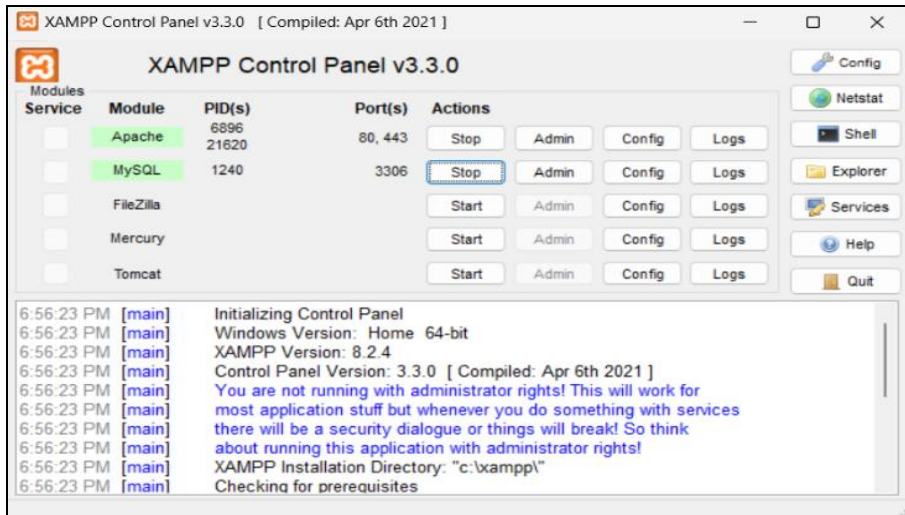 XAMPP Control Panel v3.3.0 [ Compiled: Apr 6th 2021 ]
XAMPP Control Panel v3.3.0
Config
Modules
Service Module PID(s) Port(s) Actions
Netstat
Apache 6896 21620 80, 443 Stop Admin Config Logs
Shell
MySQL 1240 3306 Stop Admin Config Logs
Explorer
FileZilla Start Admin Config Logs
Services
Mercury Start Admin Config Logs
Help
Tomcat Start Admin Config Logs
Quit
6:56:23 PM [main] Initializing Control Panel
6:56:23 PM [main] Windows Version: Home 64-bit
6:56:23 PM [main] XAMPP Version: 8.2.4
6:56:23 PM [main] Control Panel Version: 3.3.0 [ Compiled: Apr 6th 2021 ]
6:56:23 PM [main] You are not running with administrator rights! This will work for
6:56:23 PM [main] most application stuff but whenever you do something with services
6:56:23 PM [main] there will be a security dialogue or things will break! So think
6:56:23 PM [main] about running this application with administrator rights!
6:56:23 PM [main] XAMPP Installation Directory: "c:\xampp\"
6:56:23 PM [main] Checking for prerequisites